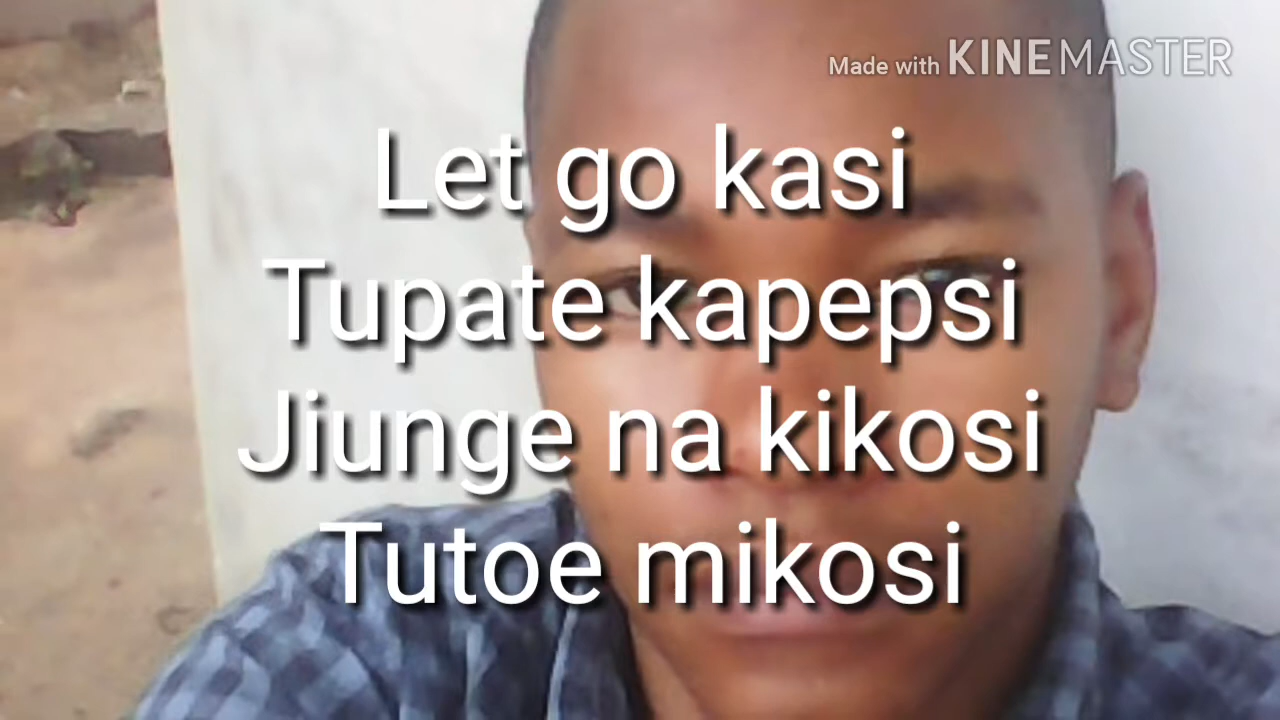 Made with KINEMASTER
Let go kasi
Tupate kapepsi
Jiunge na kikosi
Tutoe mikosi